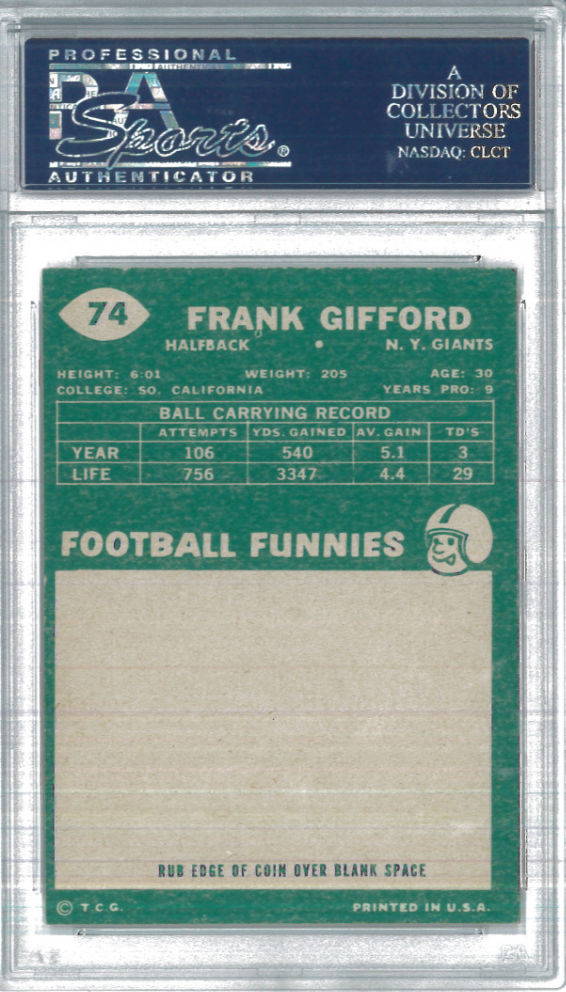 PROFESSIONAL
PSA
Sports®
AUTHENTICATOR
A
DIVISION OF
COLLECTORS
UNIVERSE
NASDAQ: CLCT
74
FRANK GIFFORD
HALFBACK • N. Y. GIANTS
HEIGHT: 6:01 WEIGHT: 205 AGE: 30
COLLEGE: SO. CALIFORNIA YEARS PRO: 9
BALL CARRYING RECORD
ATTEMPTS YDS. GAINED AV. GAIN TD'S
YEAR 106 540 5.1 3
LIFE 756 3347 4.4 29
FOOTBALL FUNNIES
RUB EDGE OF COIN OVER BLANK SPACE
© T.C.G. PRINTED IN U.S.A.